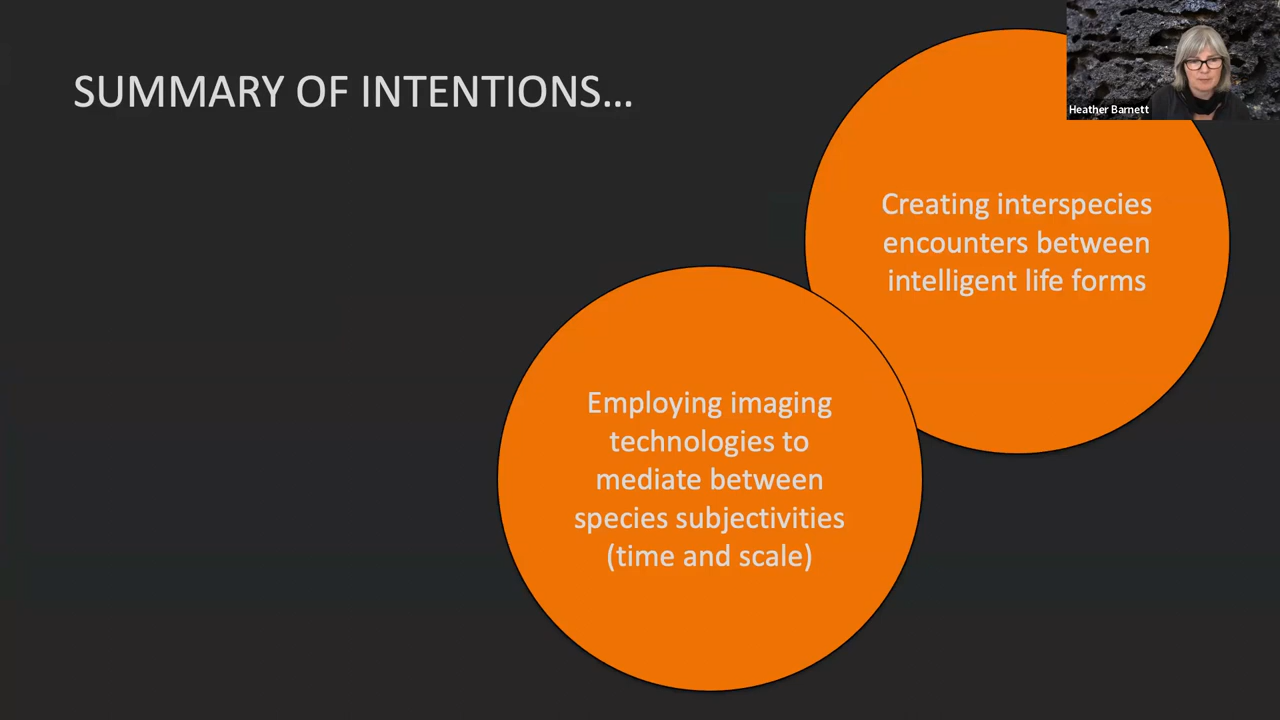 SUMMARY OF INTENTIONS...
Heather Barnett
Creating interspecies
encounters between
intelligent life forms
Employing imaging
technologies to
mediate between
species subjectivities
(time and scale)